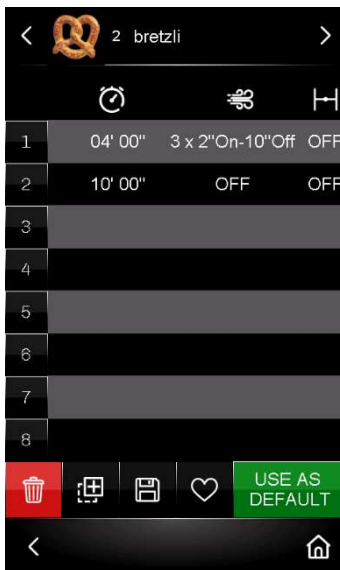 2 bretzli
1 04' 00" 3 x 2"On-10"Off OFF
2 10' 00" OFF OFF
3
4
5
6
7
8
USE AS
DEFAULT